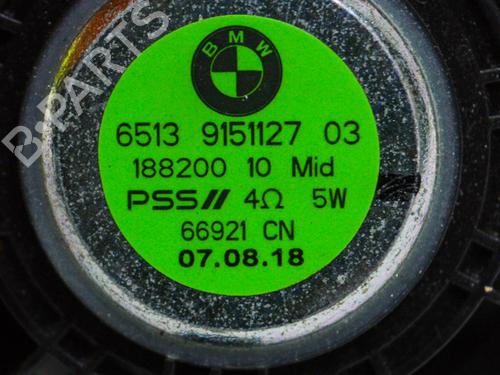 BMW
6513 9151127 03
188200 10 Mid
PSS// 4Ω 5W
66921 CN
07.08.18
B-PARTS